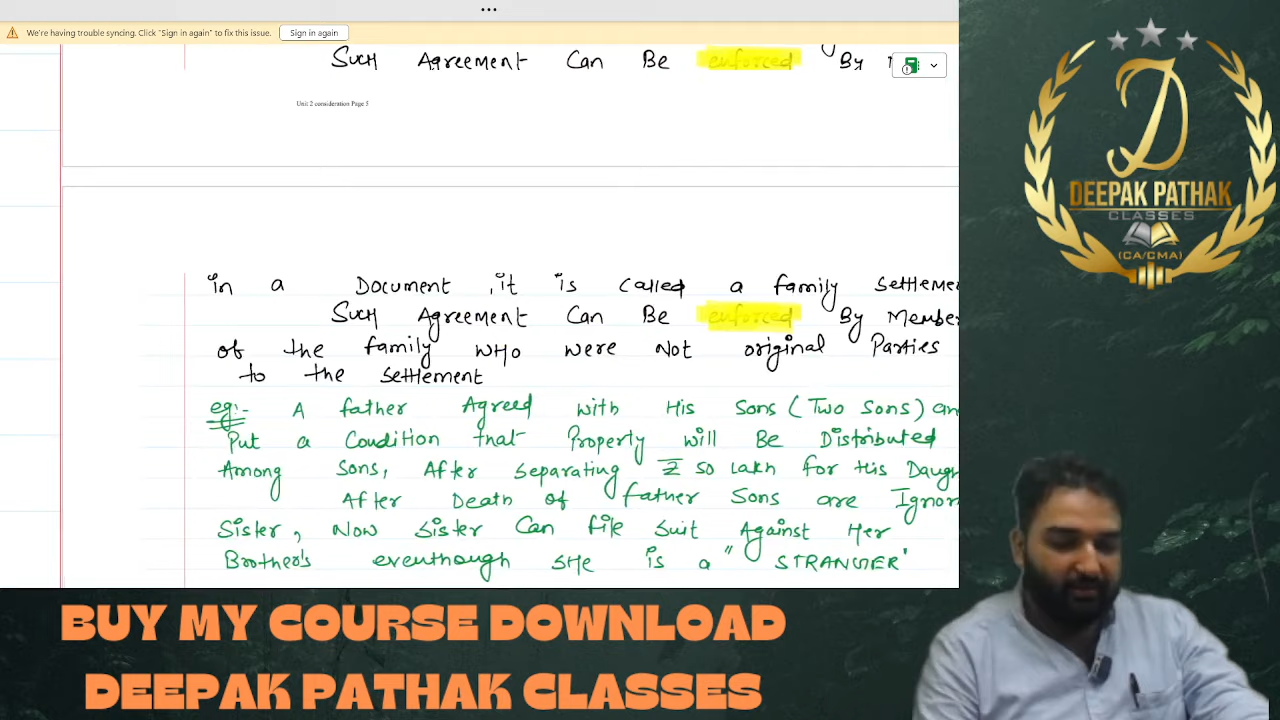 We're having trouble syncing. Click "Sign in again" to fix this issue.
Sign in again
Such Agreement Can Be enforced By
Unit 2 consideration Page 5
in a Document , it is called a family Settleme
Such Agreement Can Be enforced By Member
of the family WHO were Not original Parties
to the Settlement
eg:- A father Agreed with His Sons (Two Sons) an
Put a Condition that Property will Be Distributed
Among Sons, After Separating 50 lakh for His Daug
After Death of father Sons are Ignor
Sister, Now Sister Can file Suit Against Her
Brother's eventhough SHe is a "STRANGER"
D
DEEPAK PATHAK
CLASSES
(CA/CMA)
BUY MY COURSE DOWNLOAD
DEEPAK PATHAK CLASSES